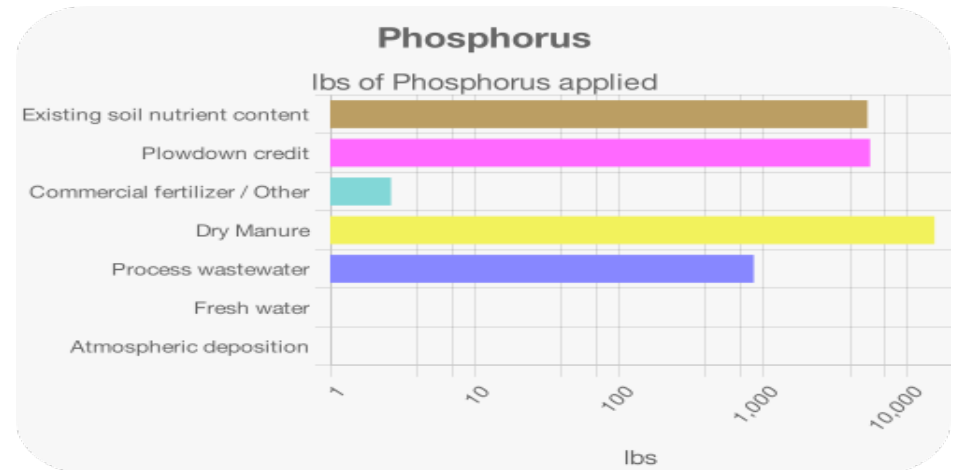 Phosphorus
lbs of Phosphorus applied
Existing soil nutrient content
Plowdown credit
Commercial fertilizer / Other
Dry Manure
Process wastewater
Fresh water
Atmospheric deposition
1
10
100
1,000
10,000
lbs